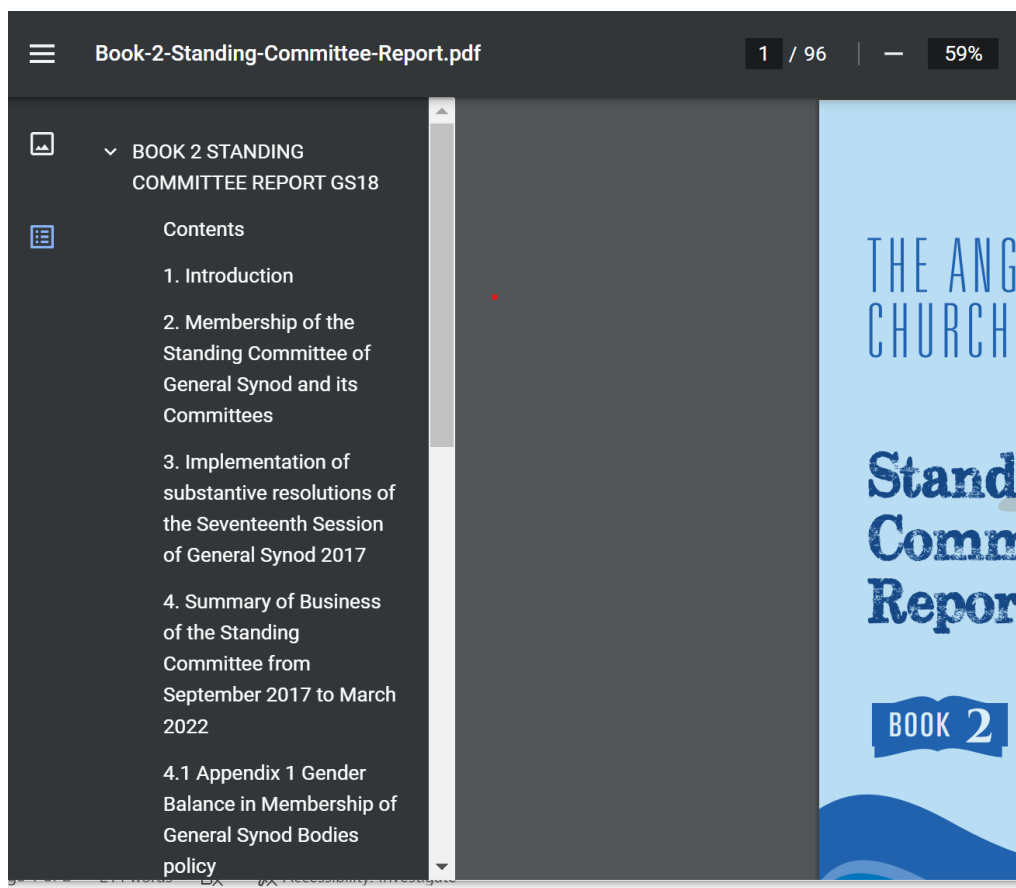 Book-2-Standing-Committee-Report.pdf
1 / 96
59%
BOOK 2 STANDING
COMMITTEE REPORT GS18
Contents
1. Introduction
2. Membership of the
Standing Committee of
General Synod and its
Committees
3. Implementation of
substantive resolutions of
the Seventeenth Session
of General Synod 2017
4. Summary of Business
of the Standing
Committee from
September 2017 to March
2022
4.1 Appendix 1 Gender
Balance in Membership of
General Synod Bodies
policy
THE ANG
CHURCH
Stand
Comm
Repor
BOOK 2